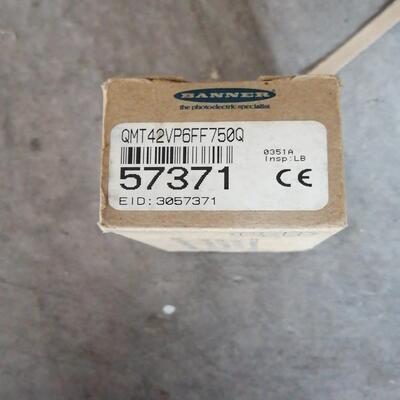 BANNER
the photoelectric specialist
QMT42VP6FF750Q
0351A
Insp:LB
57371
CE
EID: 3057371